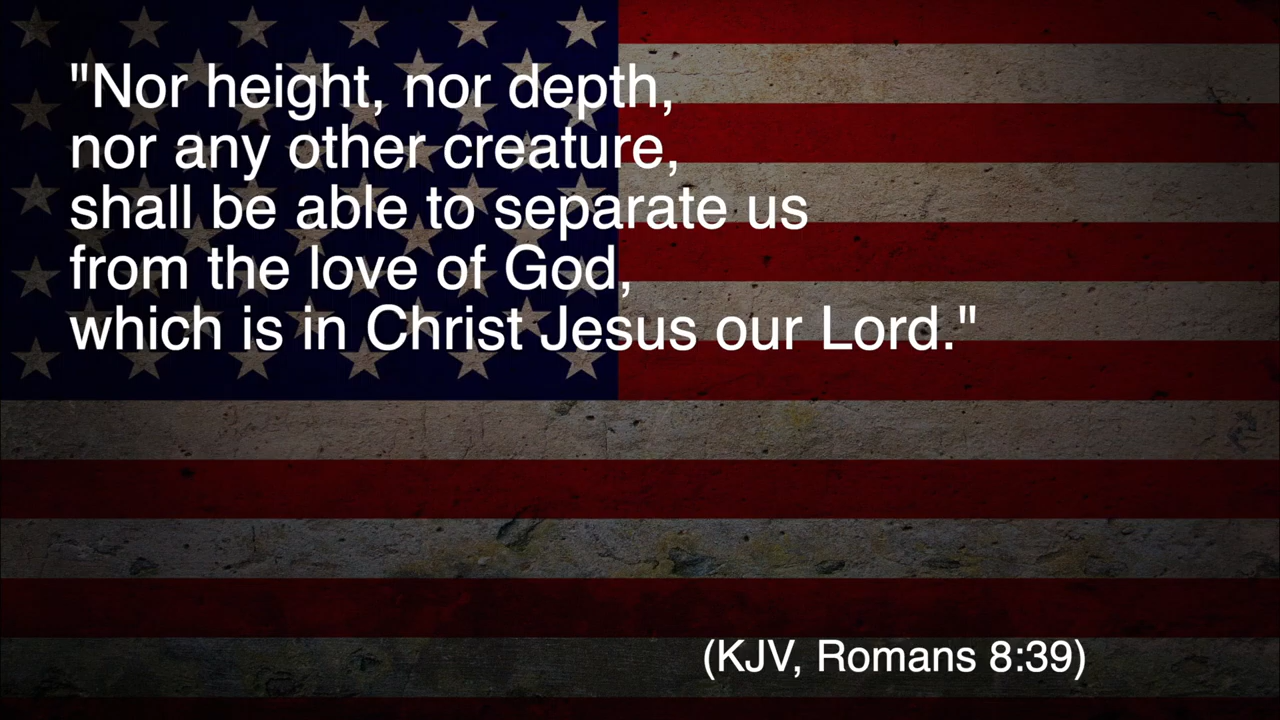 "Nor height, nor depth,
nor any other creature,
shall be able to separate us
from the love of God,
which is in Christ Jesus our Lord."
(KJV, Romans 8:39)